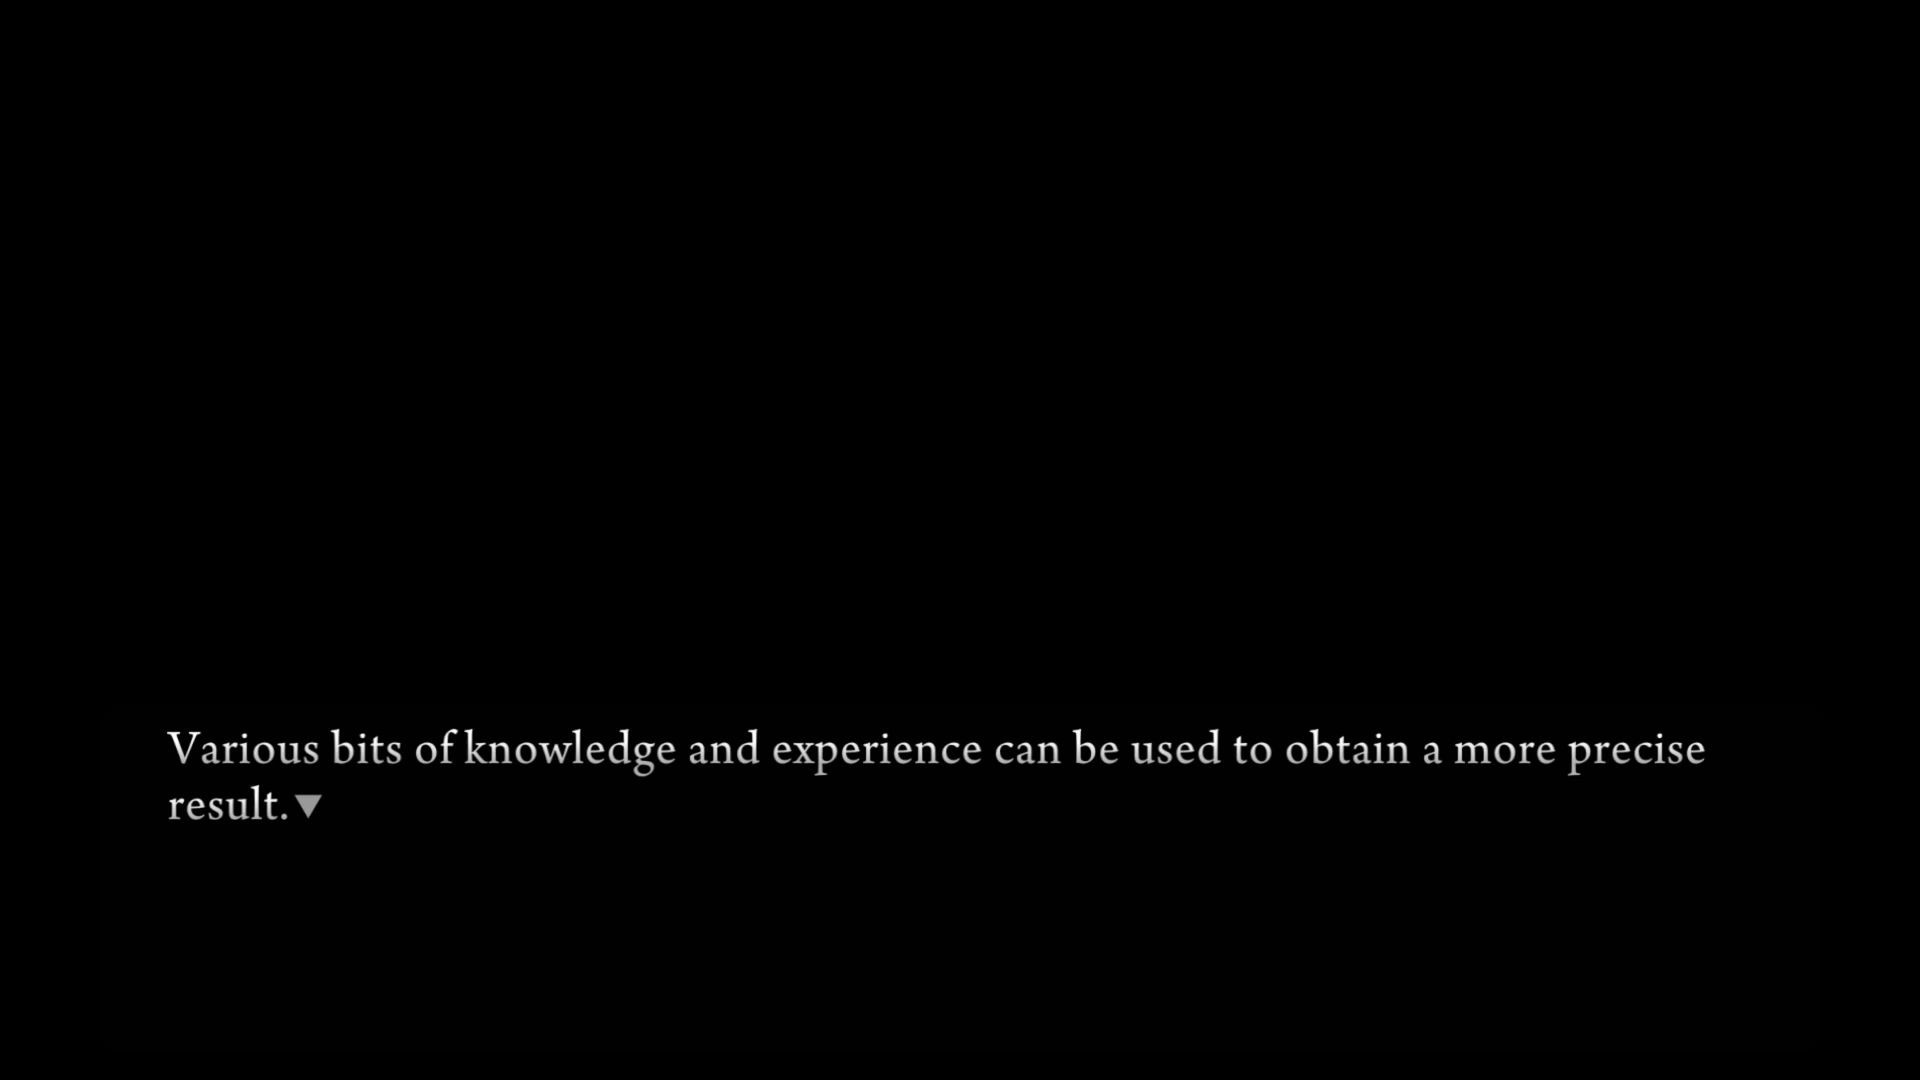 Various bits of knowledge and experience can be used to obtain a more precise
result.